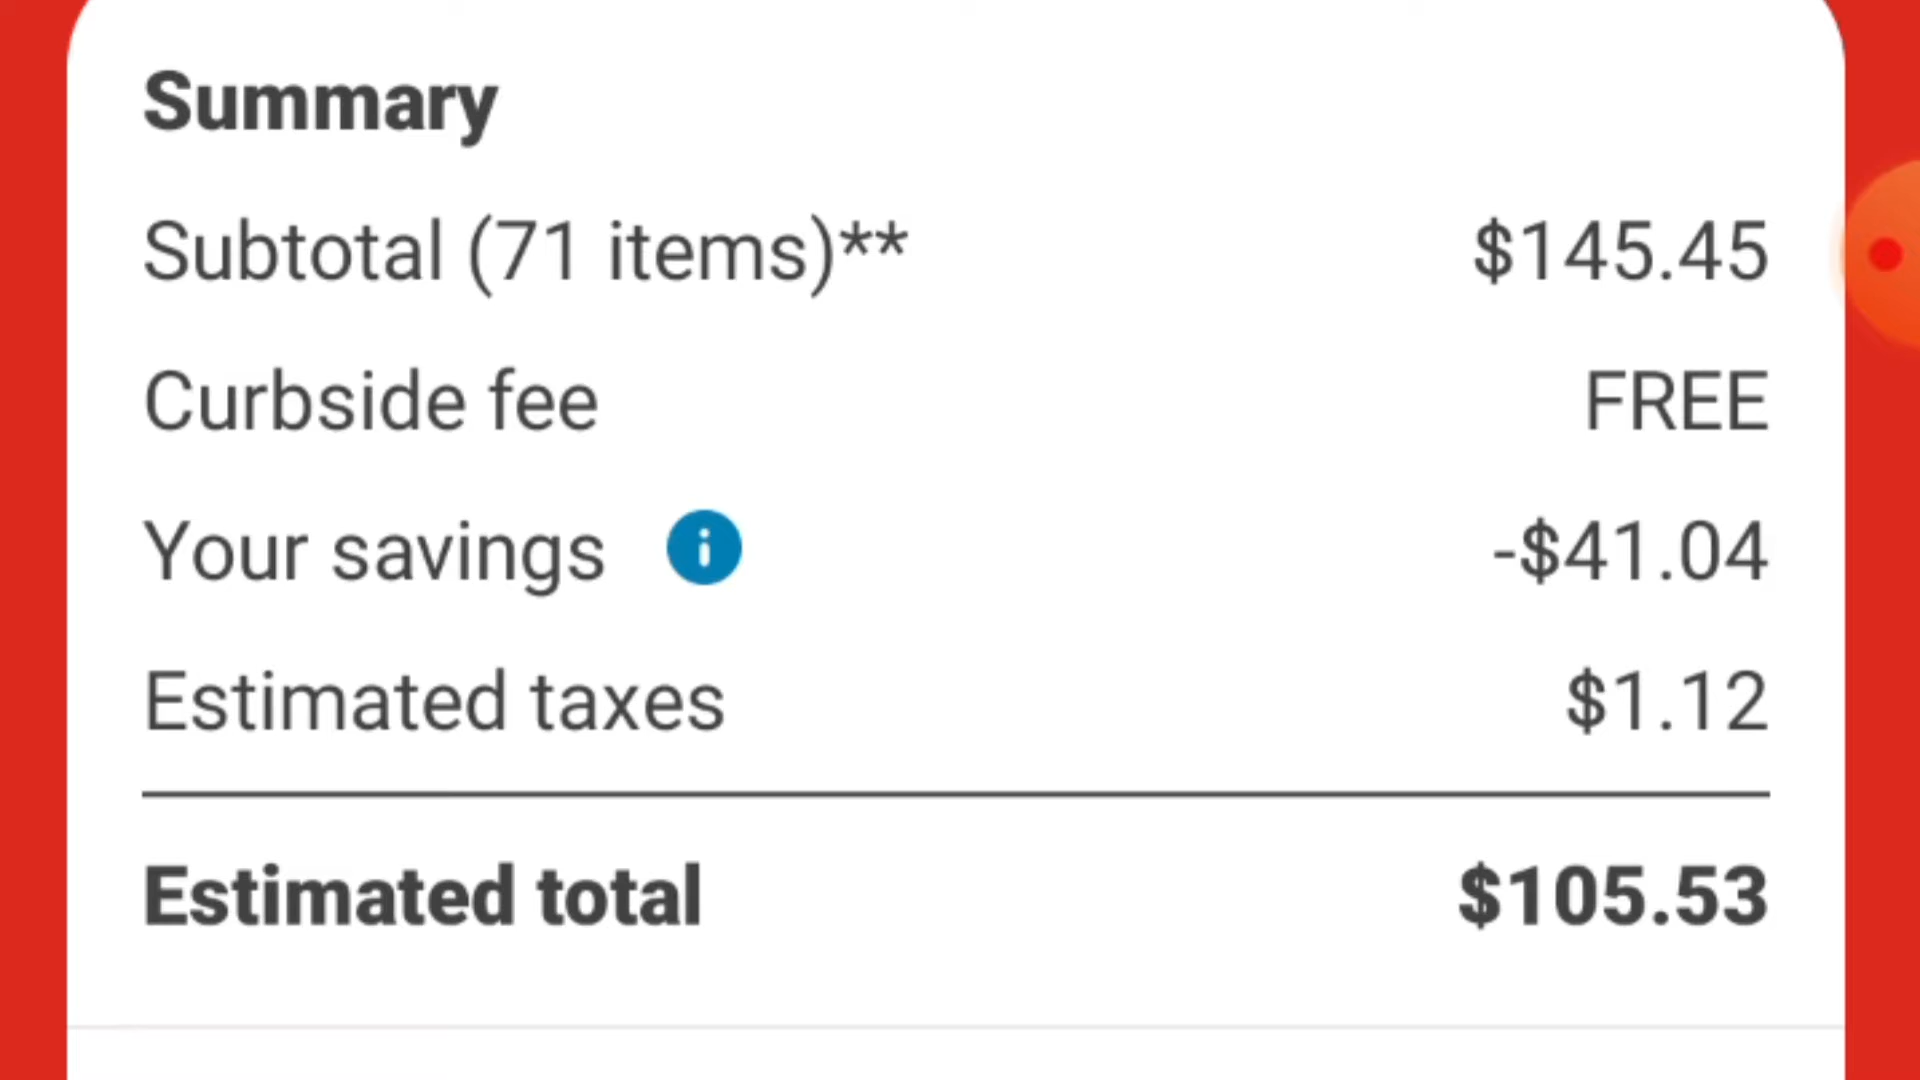 Summary
Subtotal (71 items)** $145.45
Curbside fee FREE
Your savings i -$41.04
Estimated taxes $1.12
Estimated total $105.53